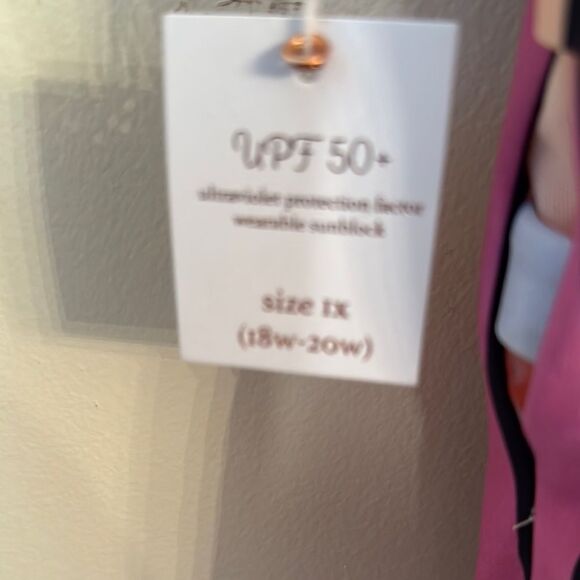 UPF 50+
ultraviolet protection factor
wearable sunblock
size 1x
(18w-20w)